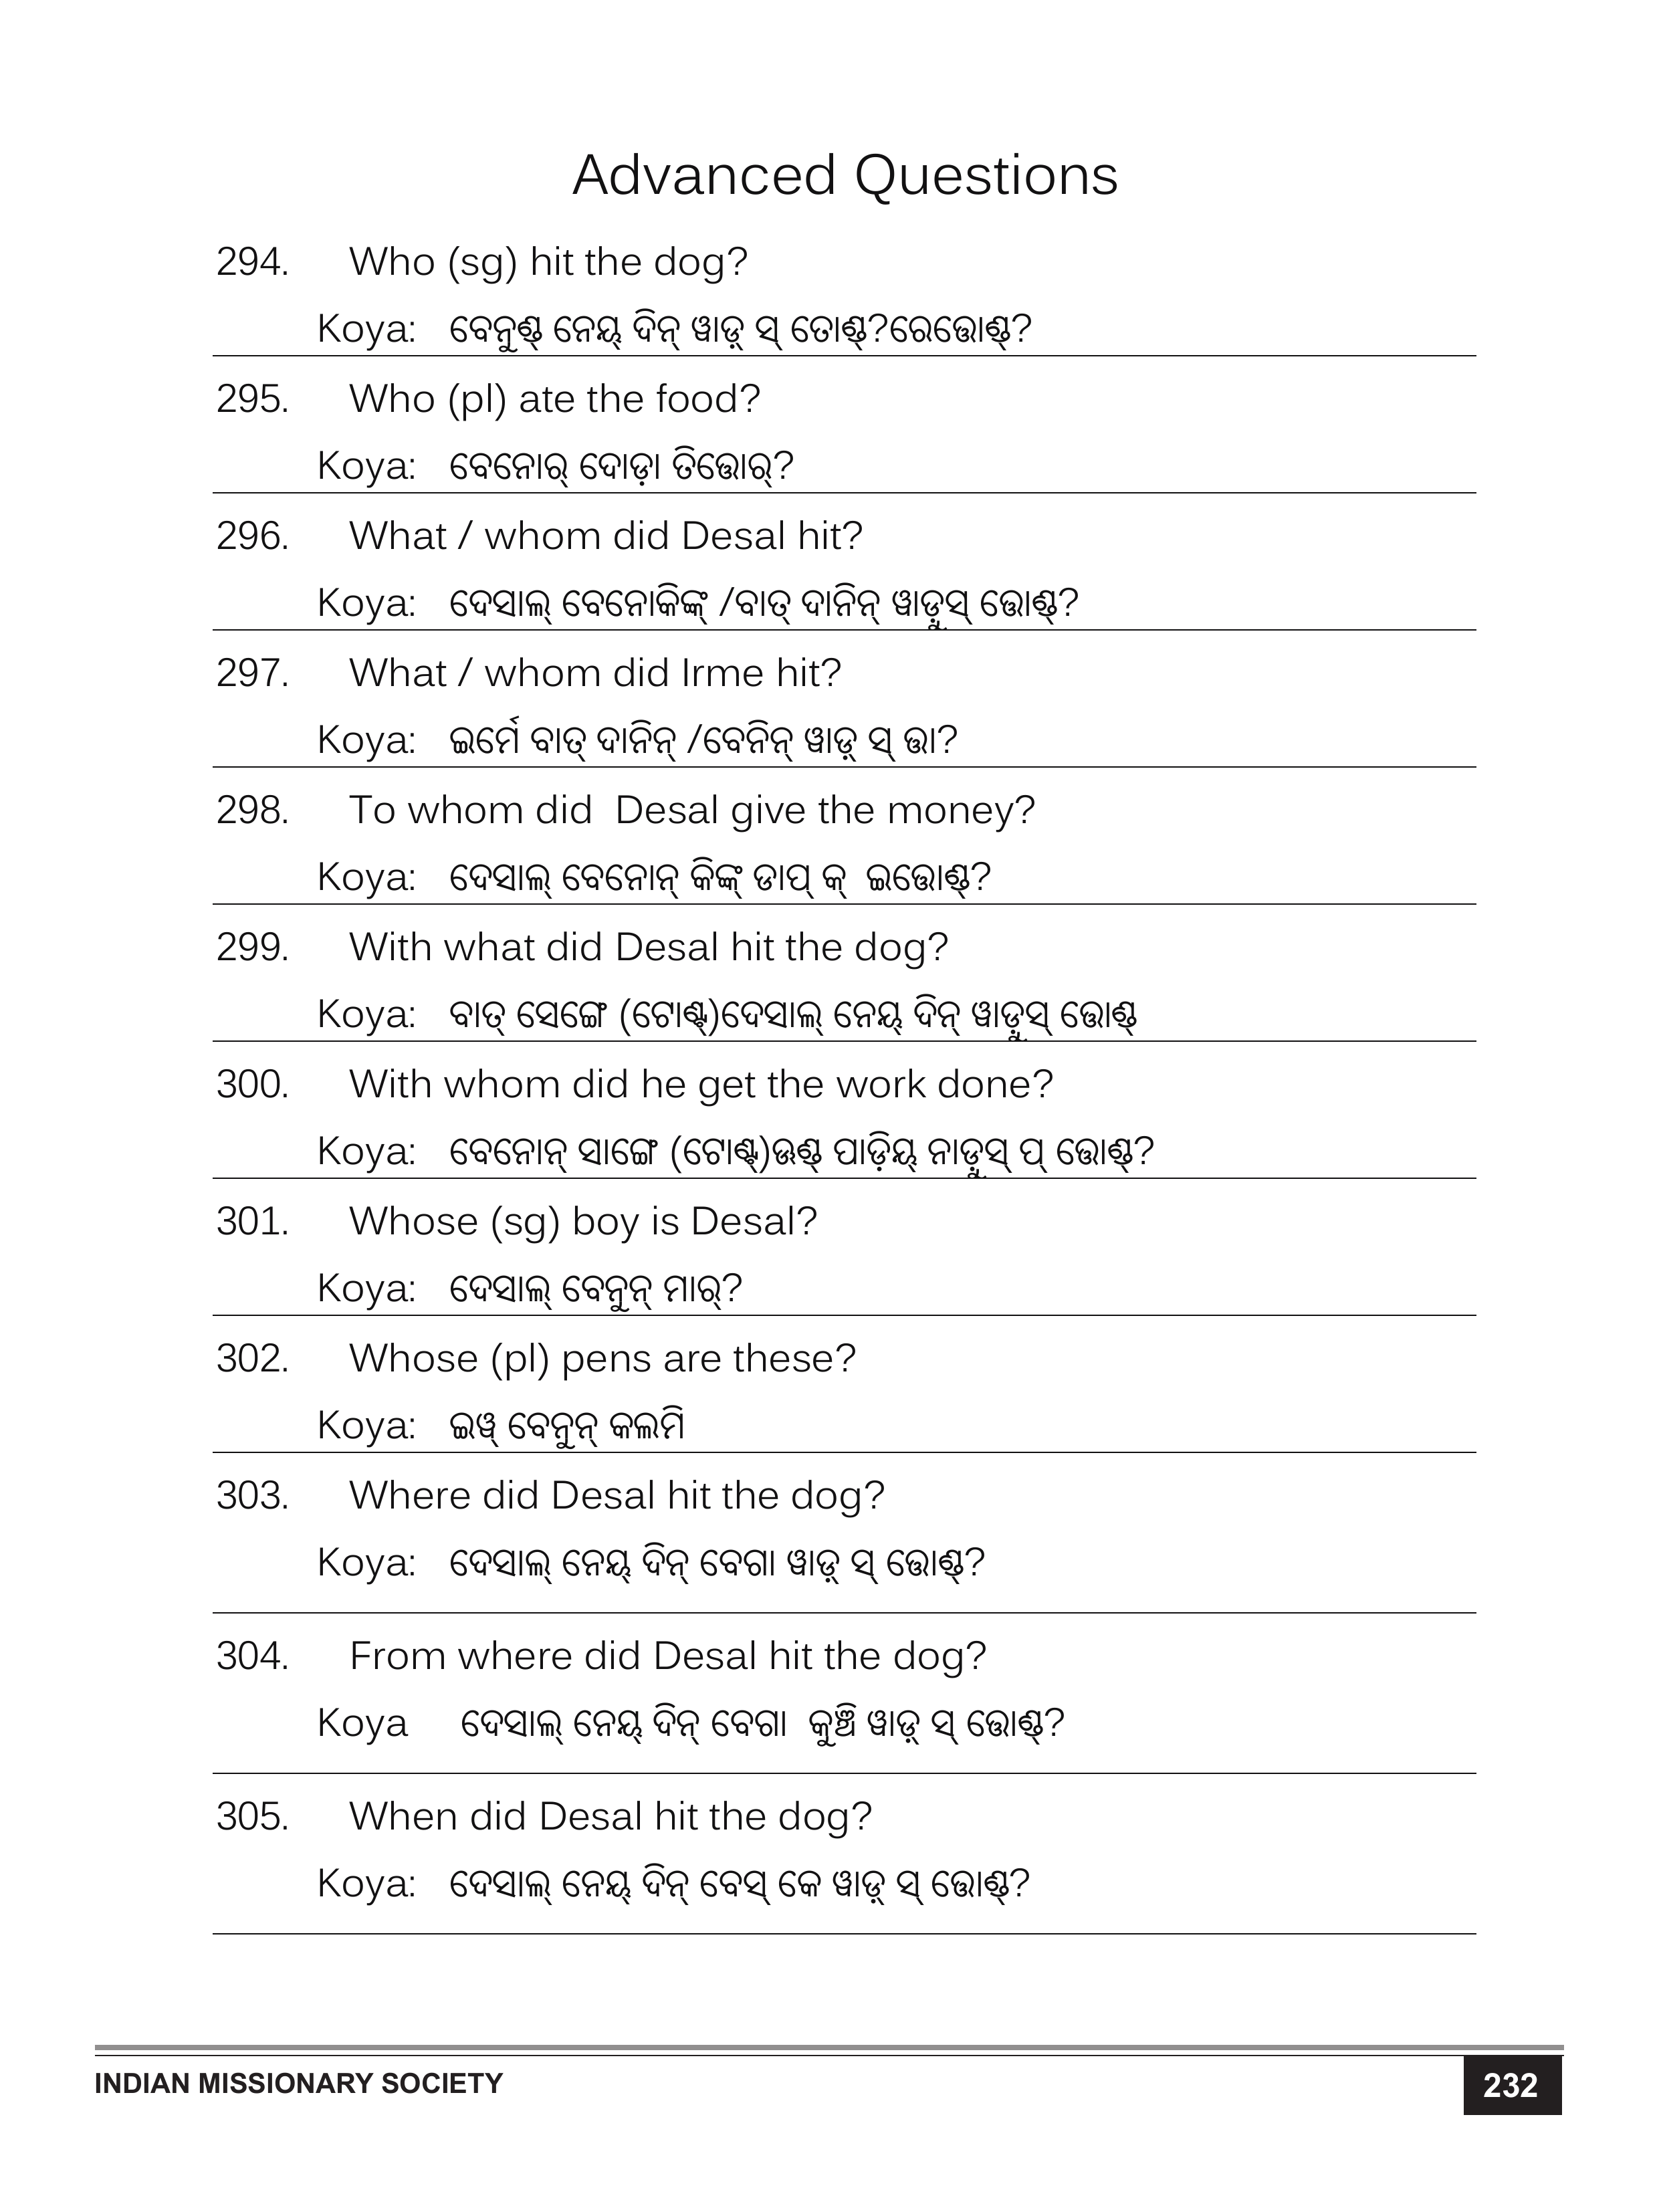 Advanced Questions
294. Who (sg) hit the dog?
Koya: ବେନୁଣ୍ଡ୍ ନେୟ୍ ଦିନ୍ ୱାଡ଼୍ ସ୍ ତୋଣ୍ଡ୍?ରେତ୍ତୋଣ୍ଡ୍?
295. Who (pl) ate the food?
Koya: ବେନୋର୍ ଦୋଡ଼ା ତିତ୍ତୋର୍?
296. What / whom did Desal hit?
Koya: ଦେସାଲ୍ ବେନୋକିଙ୍କ୍ /ବାତ୍ ଦାନିନ୍ ୱାଡ଼ୁସ୍ ତ୍ତୋଣ୍ଡ୍?
297. What / whom did Irme hit?
Koya: ଇର୍ମେ ବାତ୍ ଦାନିନ୍ /ବେନିନ୍ ୱାଡ଼୍ ସ୍ ତ୍ତା?
298. To whom did Desal give the money?
Koya: ଦେସାଲ୍ ବେନୋନ୍ କିଙ୍କ୍ ଡାପ୍ କ୍ ଇତ୍ତୋଣ୍ଡ୍?
299. With what did Desal hit the dog?
Koya: ବାତ୍ ସେଙ୍ଗେ (ଟୋଣ୍ଟ୍)ଦେସାଲ୍ ନେୟ୍ ଦିନ୍ ୱାଡ଼ୁସ୍ ତ୍ତୋଣ୍ଡ୍
300. With whom did he get the work done?
Koya: ବେନୋନ୍ ସାଙ୍ଗେ (ଟୋଣ୍ଟ୍)ଊଣ୍ଡ୍ ପାଡ଼ିୟ୍ ନାଡ଼ୁସ୍ ପ୍ ତ୍ତୋଣ୍ଡ୍?
301. Whose (sg) boy is Desal?
Koya: ଦେସାଲ୍ ବେନୁନ୍ ମାର୍?
302. Whose (pl) pens are these?
Koya: ଇୱ୍ ବେନୁନ୍ କଲମି
303. Where did Desal hit the dog?
Koya: ଦେସାଲ୍ ନେୟ୍ ଦିନ୍ ବେଗା ୱାଡ଼୍ ସ୍ ତ୍ତୋଣ୍ଡ୍?
304. From where did Desal hit the dog?
Koya ଦେସାଲ୍ ନେୟ୍ ଦିନ୍ ବେଗା କୁଞ୍ଚି ୱାଡ଼୍ ସ୍ ତ୍ତୋଣ୍ଡ୍?
305. When did Desal hit the dog?
Koya: ଦେସାଲ୍ ନେୟ୍ ଦିନ୍ ବେସ୍ କେ ୱାଡ଼୍ ସ୍ ତ୍ତୋଣ୍ଡ୍?
INDIAN MISSIONARY SOCIETY
232